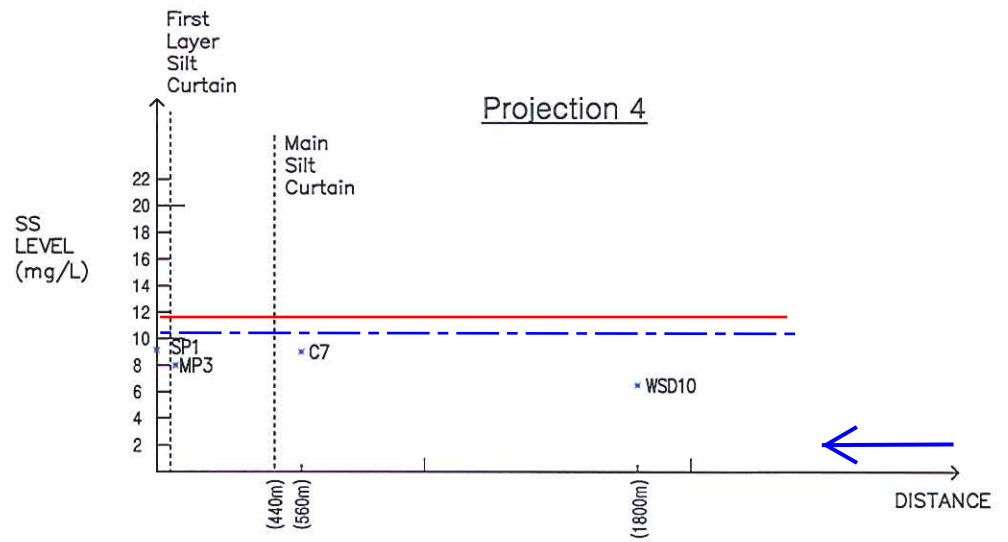 First
Layer
Silt
Curtain
Projection 4
Main
Silt
Curtain
SS
LEVEL
(mg/L)
22
20
18
16
14
12
10
8
6
4
2
SP1
MP3
C7
WSD10
(440m)
(560m)
(1800m)
DISTANCE